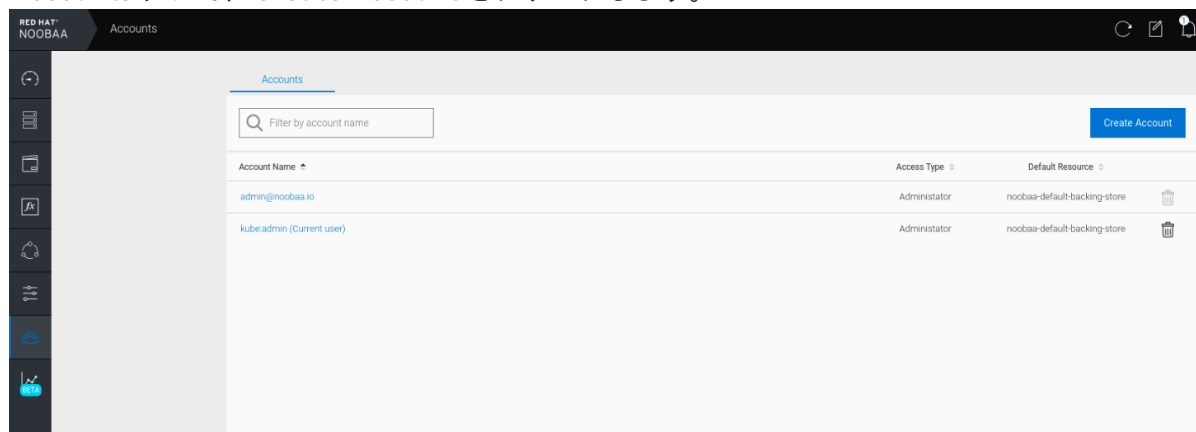 RED HAT®
NOOBAA
Accounts
1
Accounts
Filter by account name
Create Account
Account Name
Access Type
Default Resource
admin@noobaa.io
Administator
noobaa-default-backing-store
kube:admin (Current user)
Administator
noobaa-default-backing-store
BETA